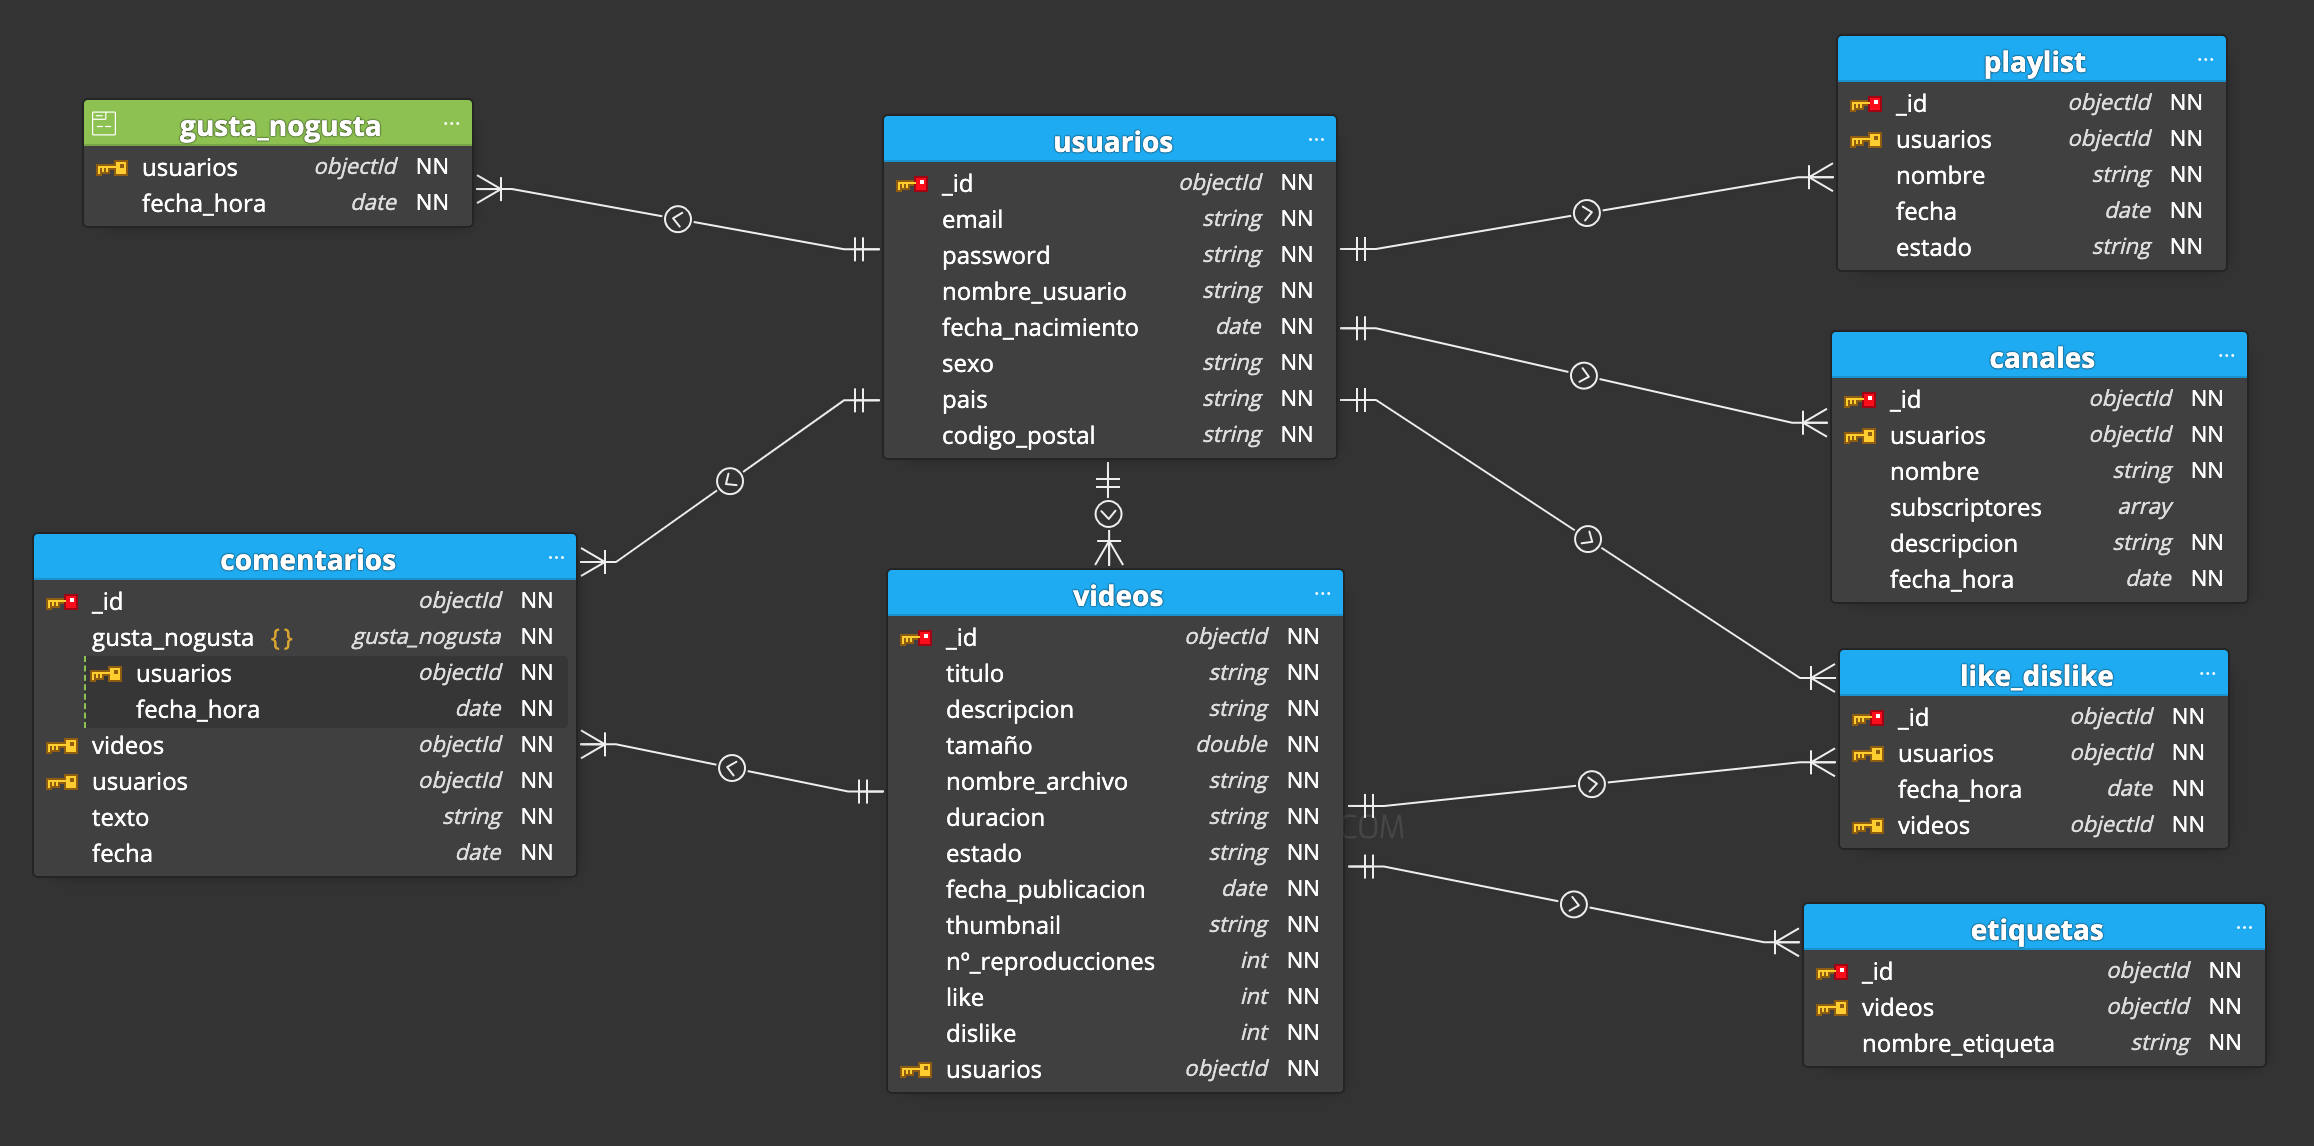 gusta_nogusta ...
usuarios objectId NN
fecha_hora date NN
usuarios ...
_id objectId NN
email string NN
password string NN
nombre_usuario string NN
fecha_nacimiento date NN
sexo string NN
pais string NN
codigo_postal string NN
playlist ...
_id objectId NN
usuarios objectId NN
nombre string NN
fecha date NN
estado string NN
canales ...
_id objectId NN
usuarios objectId NN
nombre string NN
subscriptores array
descripcion string NN
fecha_hora date NN
comentarios ...
_id objectId NN
gusta_nogusta {} gusta_nogusta NN
usuarios objectId NN
fecha_hora date NN
videos objectId NN
usuarios objectId NN
texto string NN
fecha date NN
videos ...
_id objectId NN
titulo string NN
descripcion string NN
tamaño double NN
nombre_archivo string NN
duracion string NN
estado string NN
fecha_publicacion date NN
thumbnail string NN
nº_reproducciones int NN
like int NN
dislike int NN
usuarios objectId NN
COM
like_dislike ...
_id objectId NN
usuarios objectId NN
fecha_hora date NN
videos objectId NN
etiquetas ...
_id objectId NN
videos objectId NN
nombre_etiqueta string NN